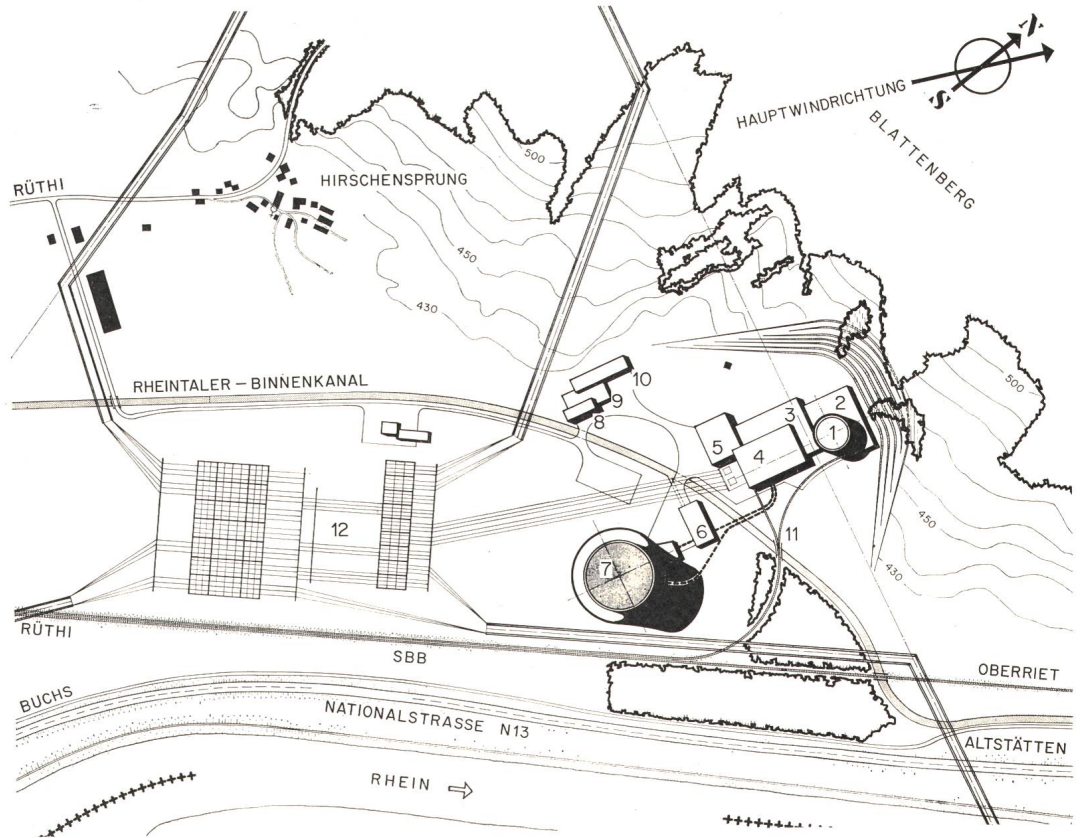 N
S
HAUPTWINDRICHTUNG
BLATTENBERG
RÜTHI
HIRSCHENSPRUNG
500
450
430
RHEINTALER – BINNENKANAL
10
9
8
5
3
2
4
1
500
12
6
11
7
450
430
RÜTHI
SBB
OBERRIET
BUCHS
NATIONALSTRASSE N13
ALTSTÄTTEN
RHEIN